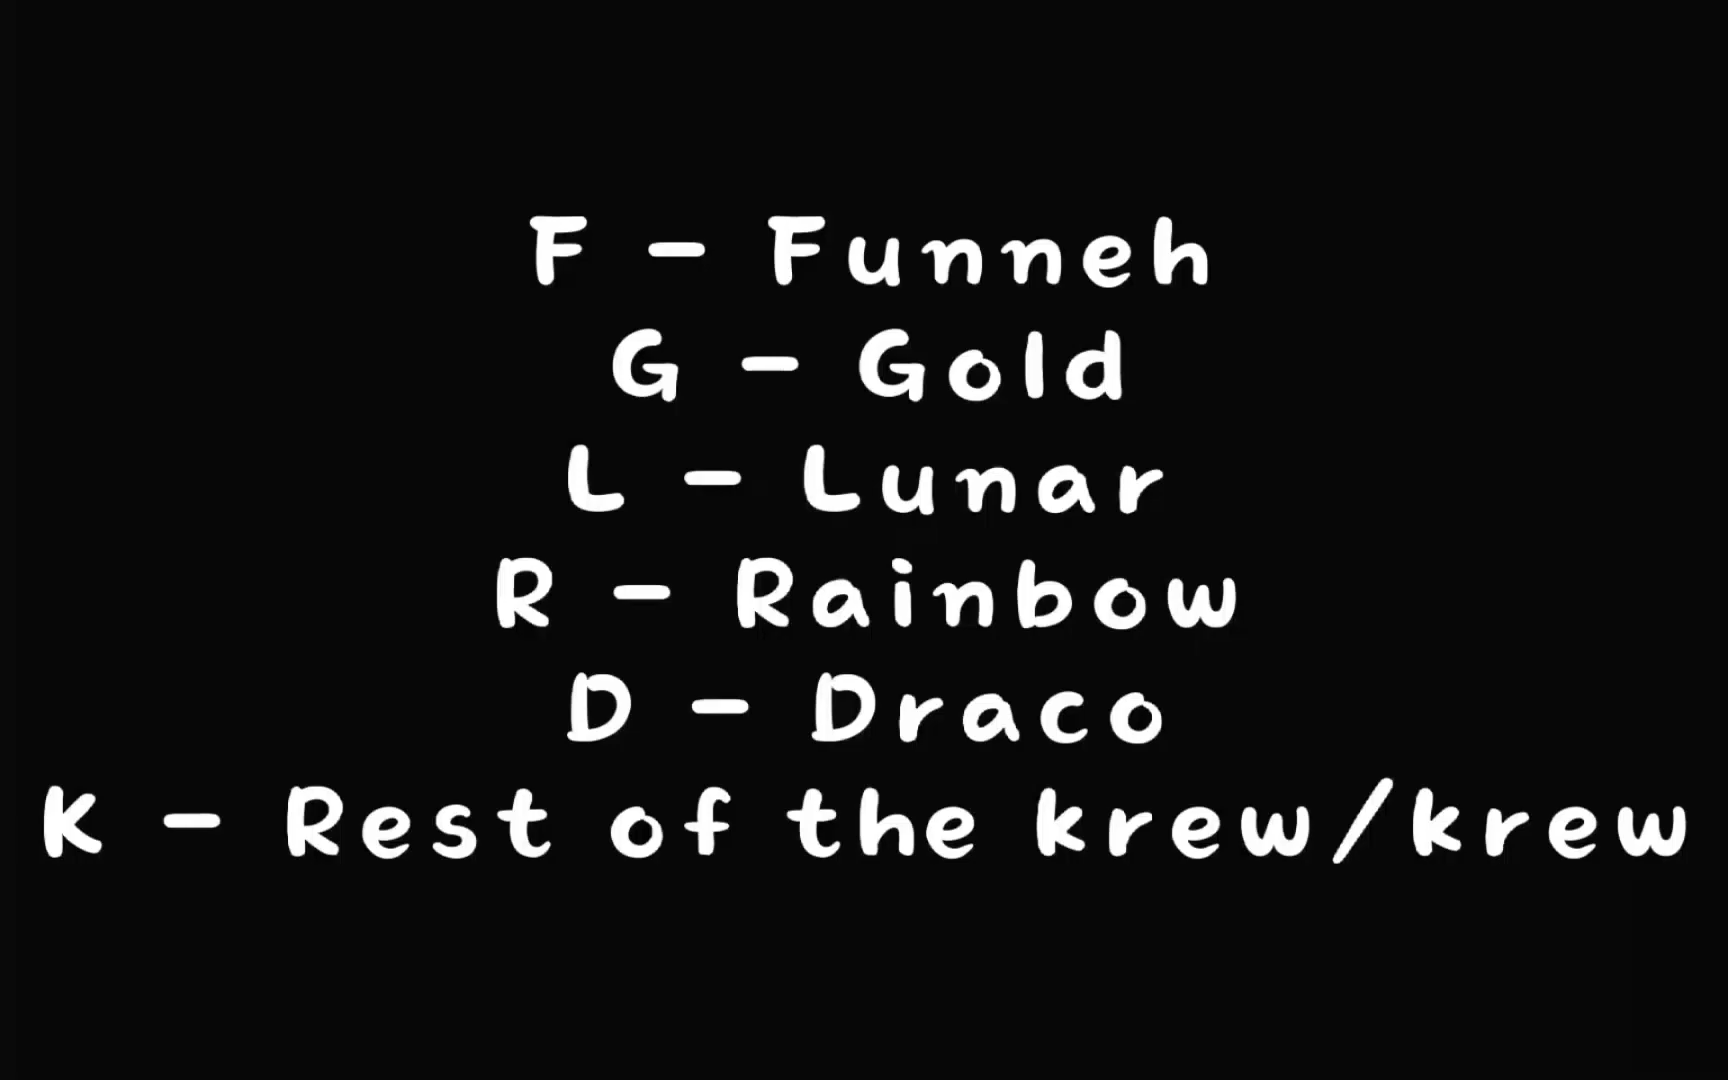 F - Funneh
G - Gold
L - Lunar
R - Rainbow
D - Draco
K - Rest of the krew/krew